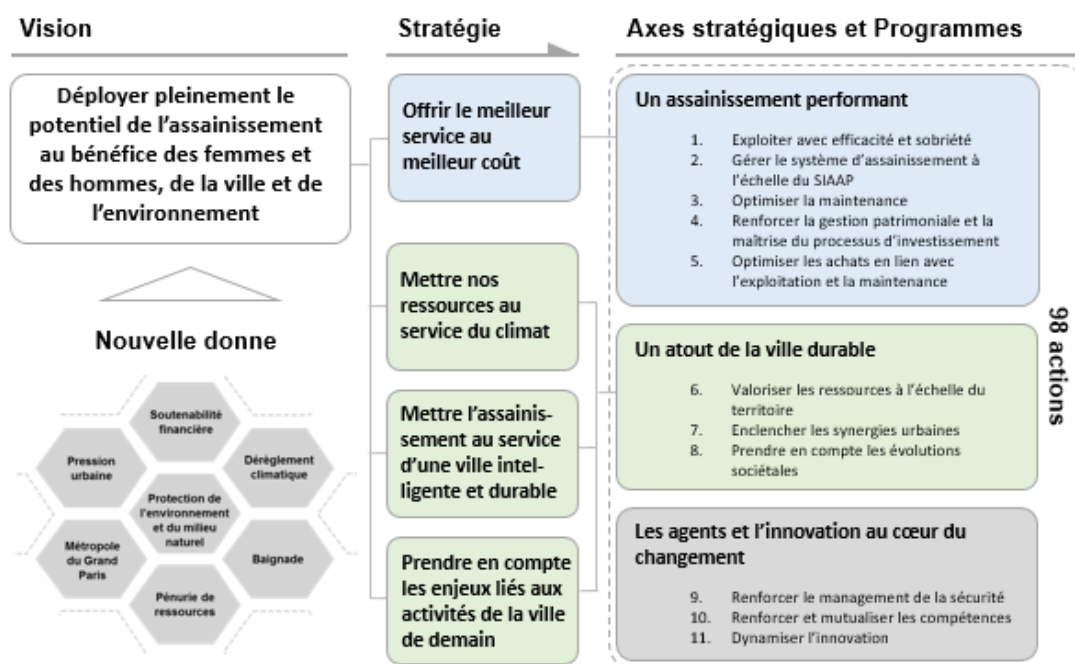 Vision
Déployer pleinement le
potentiel de l'assainissement
au bénéfice des femmes et
des hommes, de la ville et de
l'environnement
Nouvelle donne
Soutenabilité
financière
Pression
urbaine
Dérèglement
climatique
Protection de
l'environnement
et du milieu
naturel
Métropole
du Grand
Paris
Baignade
Pénurie de
ressources
Stratégie
Offrir le meilleur
service au
meilleur coût
Mettre nos
ressources au
service du climat
Mettre l'assainis-
sement au service
d'une ville intel-
ligente et durable
Prendre en compte
les enjeux liés aux
activités de la ville
de demain
Axes stratégiques et Programmes
Un assainissement performant
1. Exploiter avec efficacité et sobriété
2. Gérer le système d'assainissement à
l'échelle du SIAAP
3. Optimiser la maintenance
4. Renforcer la gestion patrimoniale et la
maîtrise du processus d'investissement
5. Optimiser les achats en lien avec
l'exploitation et la maintenance
Un atout de la ville durable
6. Valoriser les ressources à l'échelle du
territoire
7. Enclencher les synergies urbaines
8. Prendre en compte les évolutions
sociétales
Les agents et l'innovation au cœur du
changement
9. Renforcer le management de la sécurité
10. Renforcer et mutualiser les compétences
11. Dynamiser l'innovation
98 actions